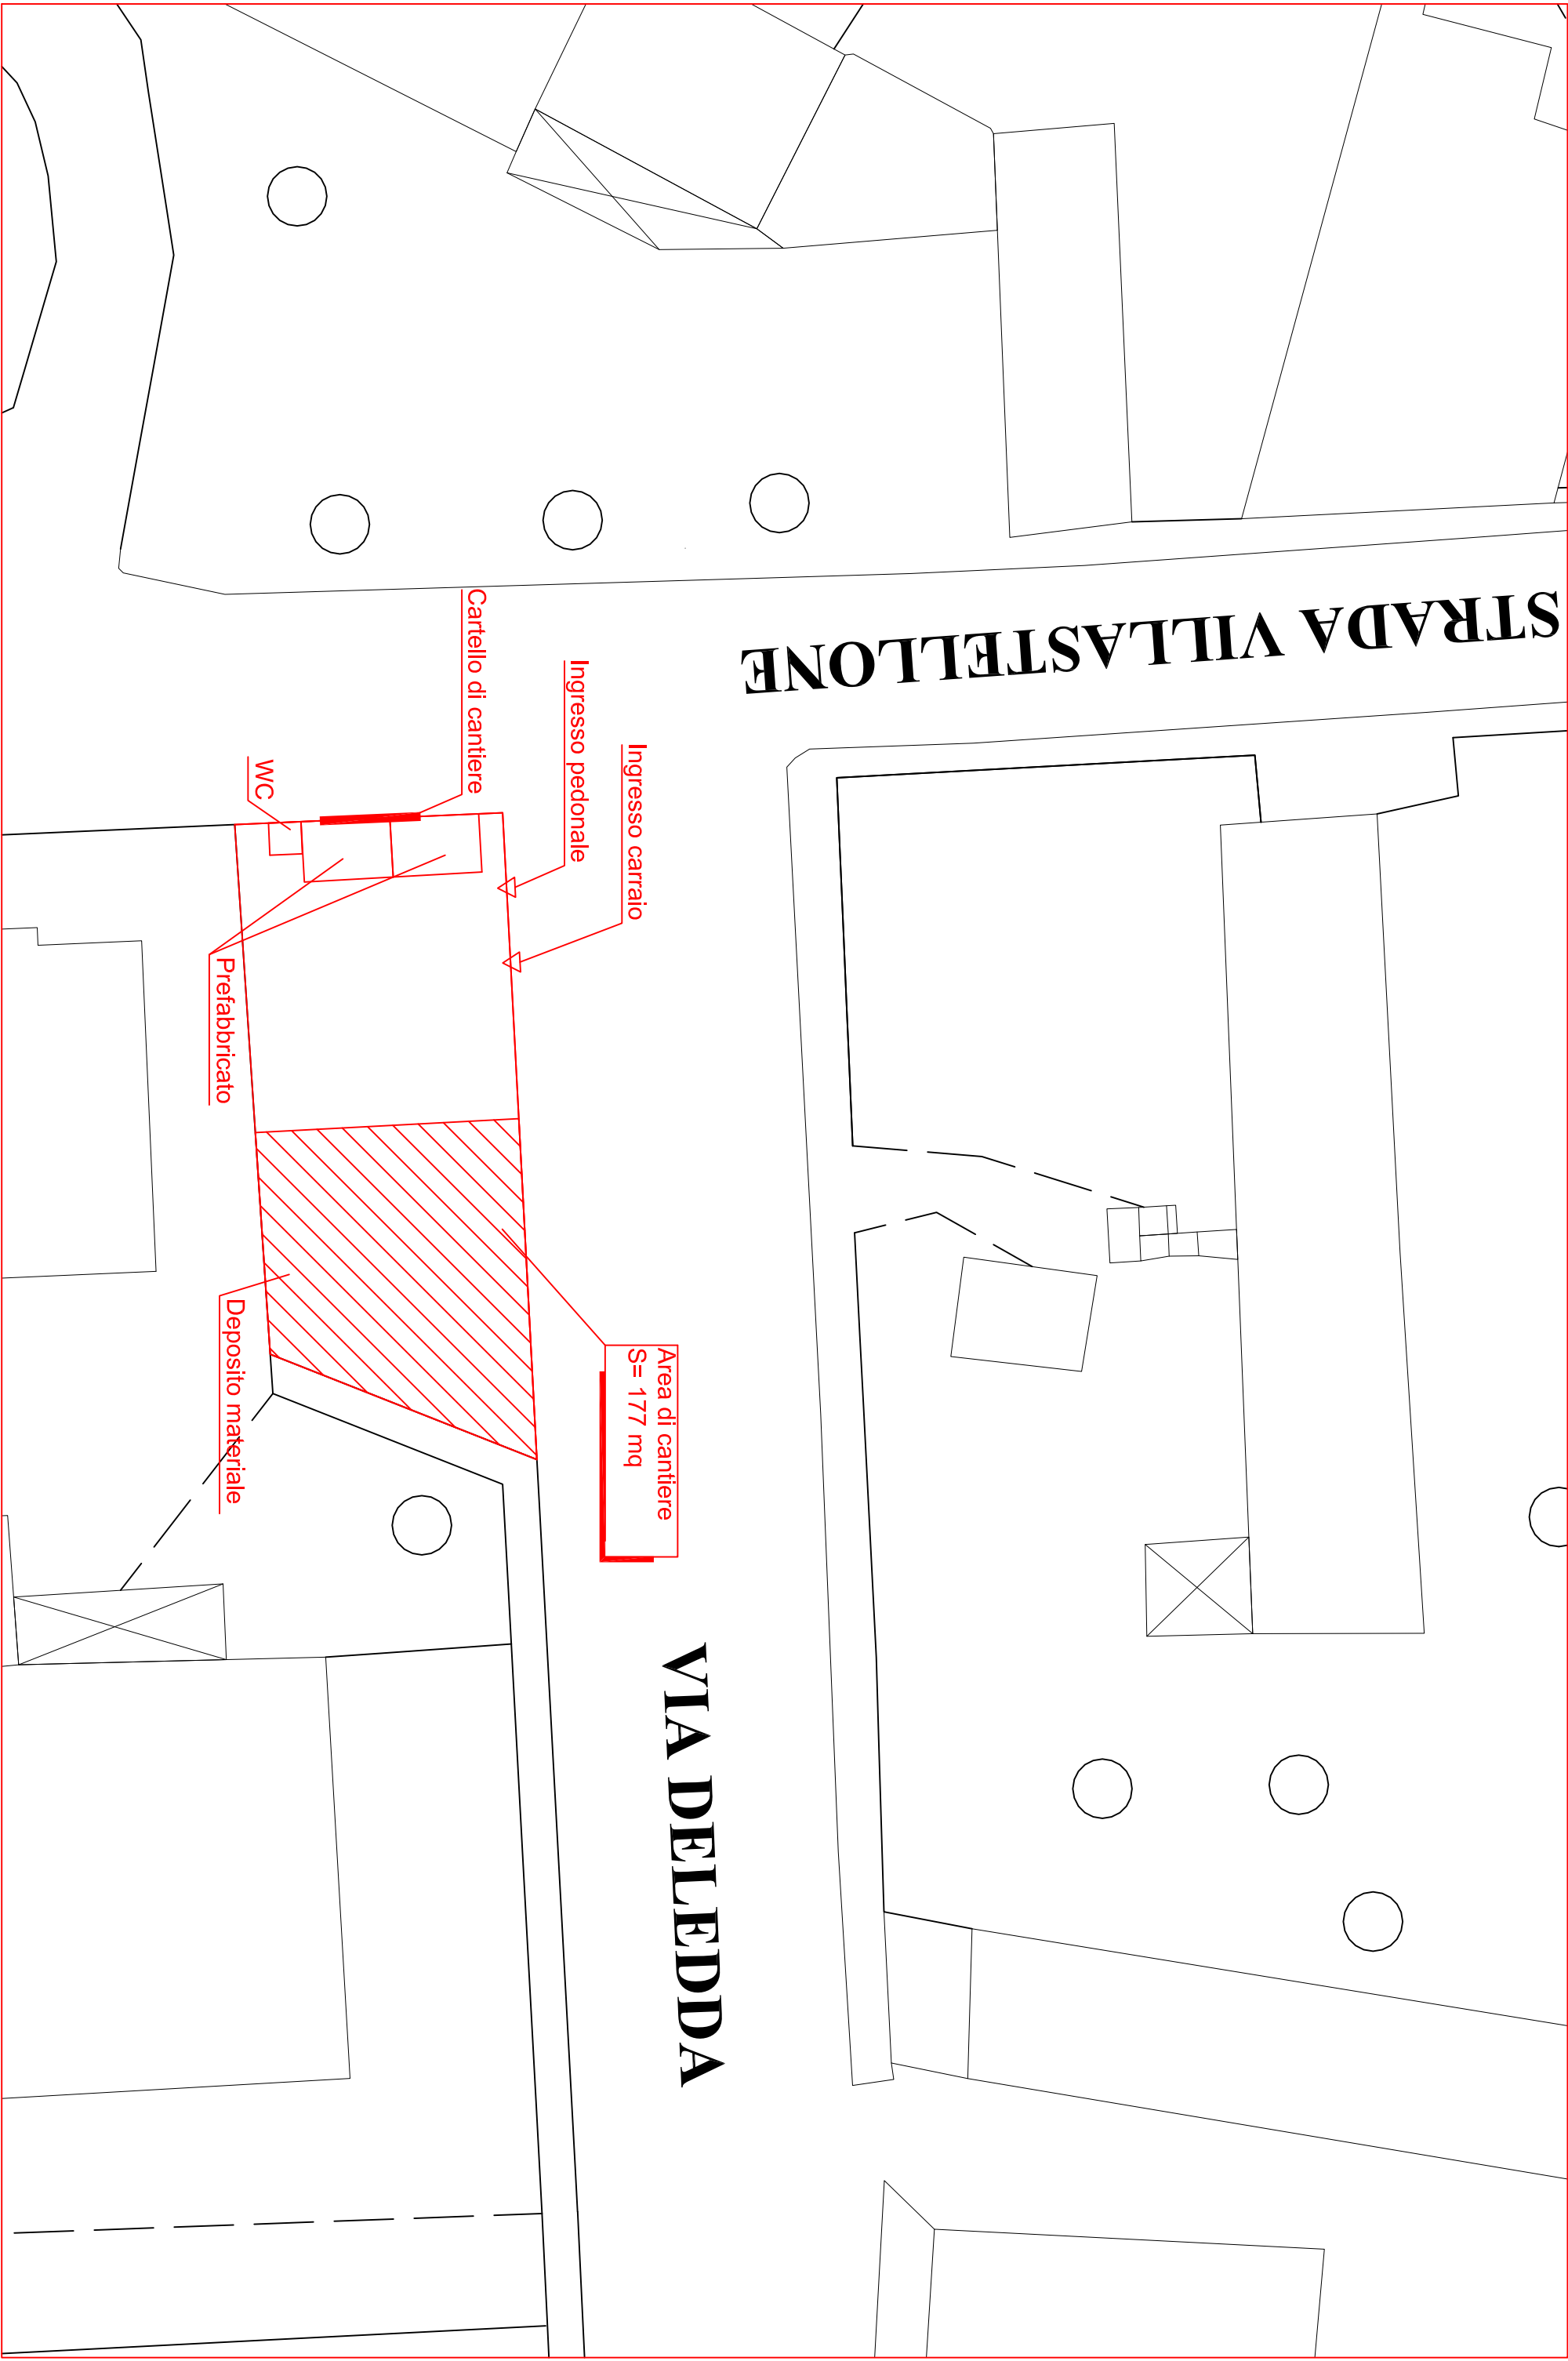 STRADA VILLASTELLONE
Cartello di cantiere
Ingresso pedonale
Ingresso carraio
WC
Prefabbricato
Area di cantiere
S= 177 mq
Deposito materiale
VIA DELEDDA